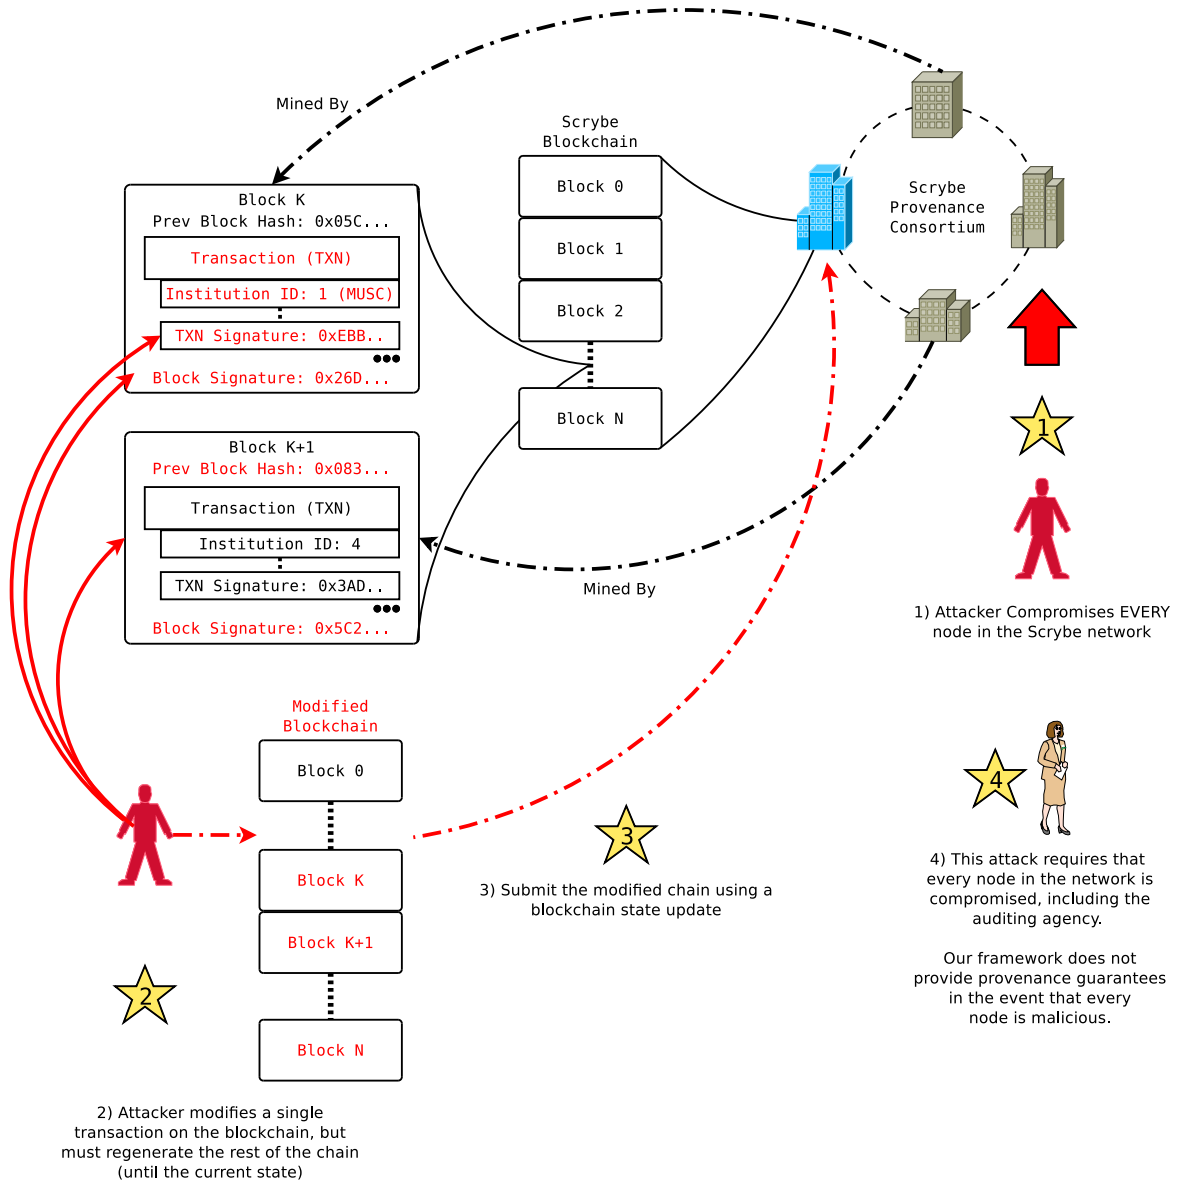 Mined By
Scrybe
Blockchain
Block 0
Block 1
Block 2
Block N
Scrybe
Provenance
Consortium
Block K
Prev Block Hash: 0x05C...
Transaction (TXN)
Institution ID: 1 (MUSC)
TXN Signature: 0xEBB..
Block Signature: 0x26D...
Block K+1
Prev Block Hash: 0x083...
Transaction (TXN)
Institution ID: 4
TXN Signature: 0x3AD..
Block Signature: 0x5C2...
Mined By
1
1) Attacker Compromises EVERY
node in the Scrybe network
Modified
Blockchain
Block 0
Block K
Block K+1
Block N
2
2) Attacker modifies a single
transaction on the blockchain, but
must regenerate the rest of the chain
(until the current state)
3
3) Submit the modified chain using a
blockchain state update
4
4) This attack requires that
every node in the network is
compromised, including the
auditing agency.
Our framework does not
provide provenance guarantees
in the event that every
node is malicious.